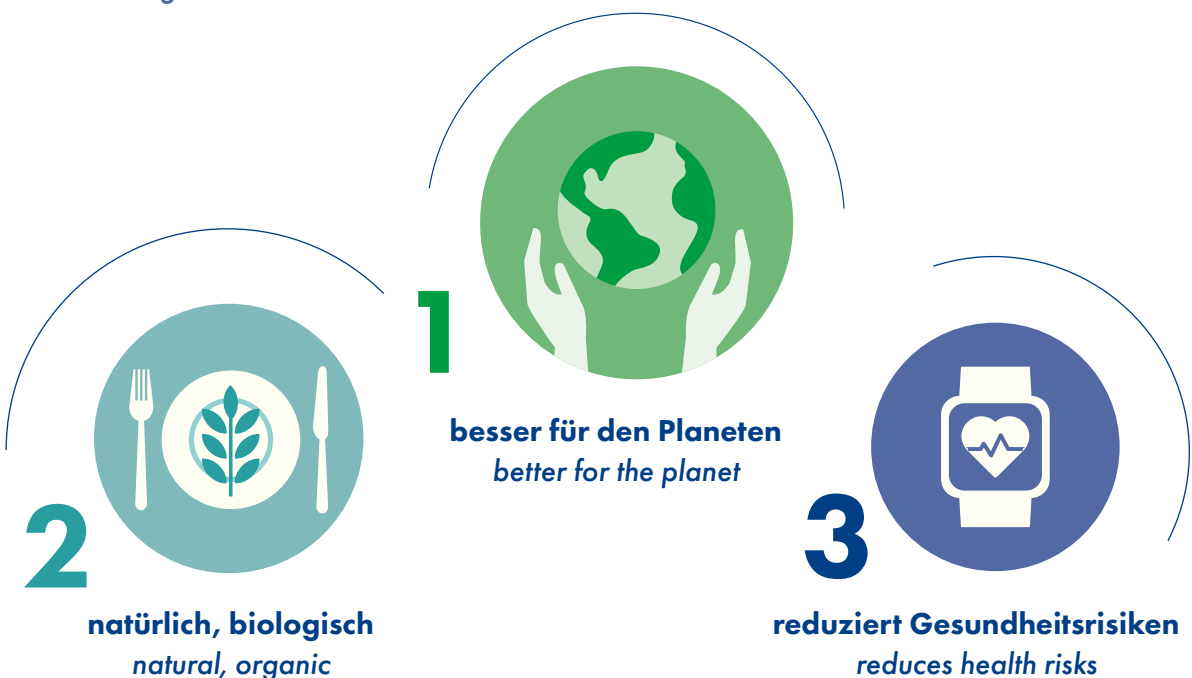 1
besser für den Planeten
better for the planet
2
natürlich, biologisch
natural, organic
3
reduziert Gesundheitsrisiken
reduces health risks